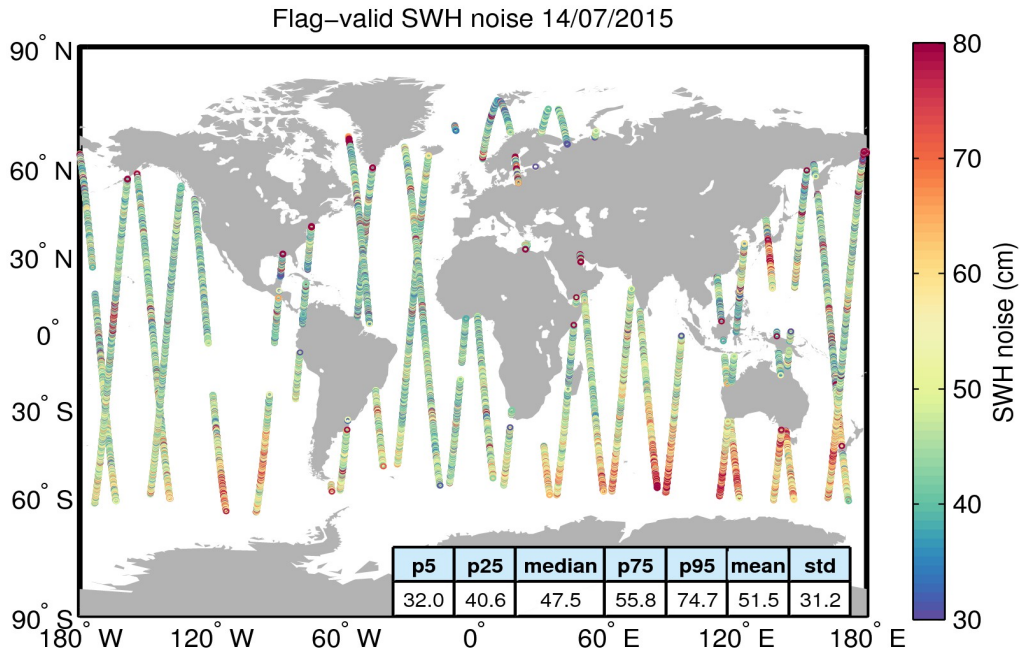 Flag−valid SWH noise 14/07/2015
90° N
60° N
30° N
0°
30° S
60° S
90° S
180° W
120° W
60° W
0°
60° E
120° E
180° E
p5 p25 median p75 p95 mean std
32.0 40.6 47.5 55.8 74.7 51.5 31.2
80
70
60
50
40
30
SWH noise (cm)